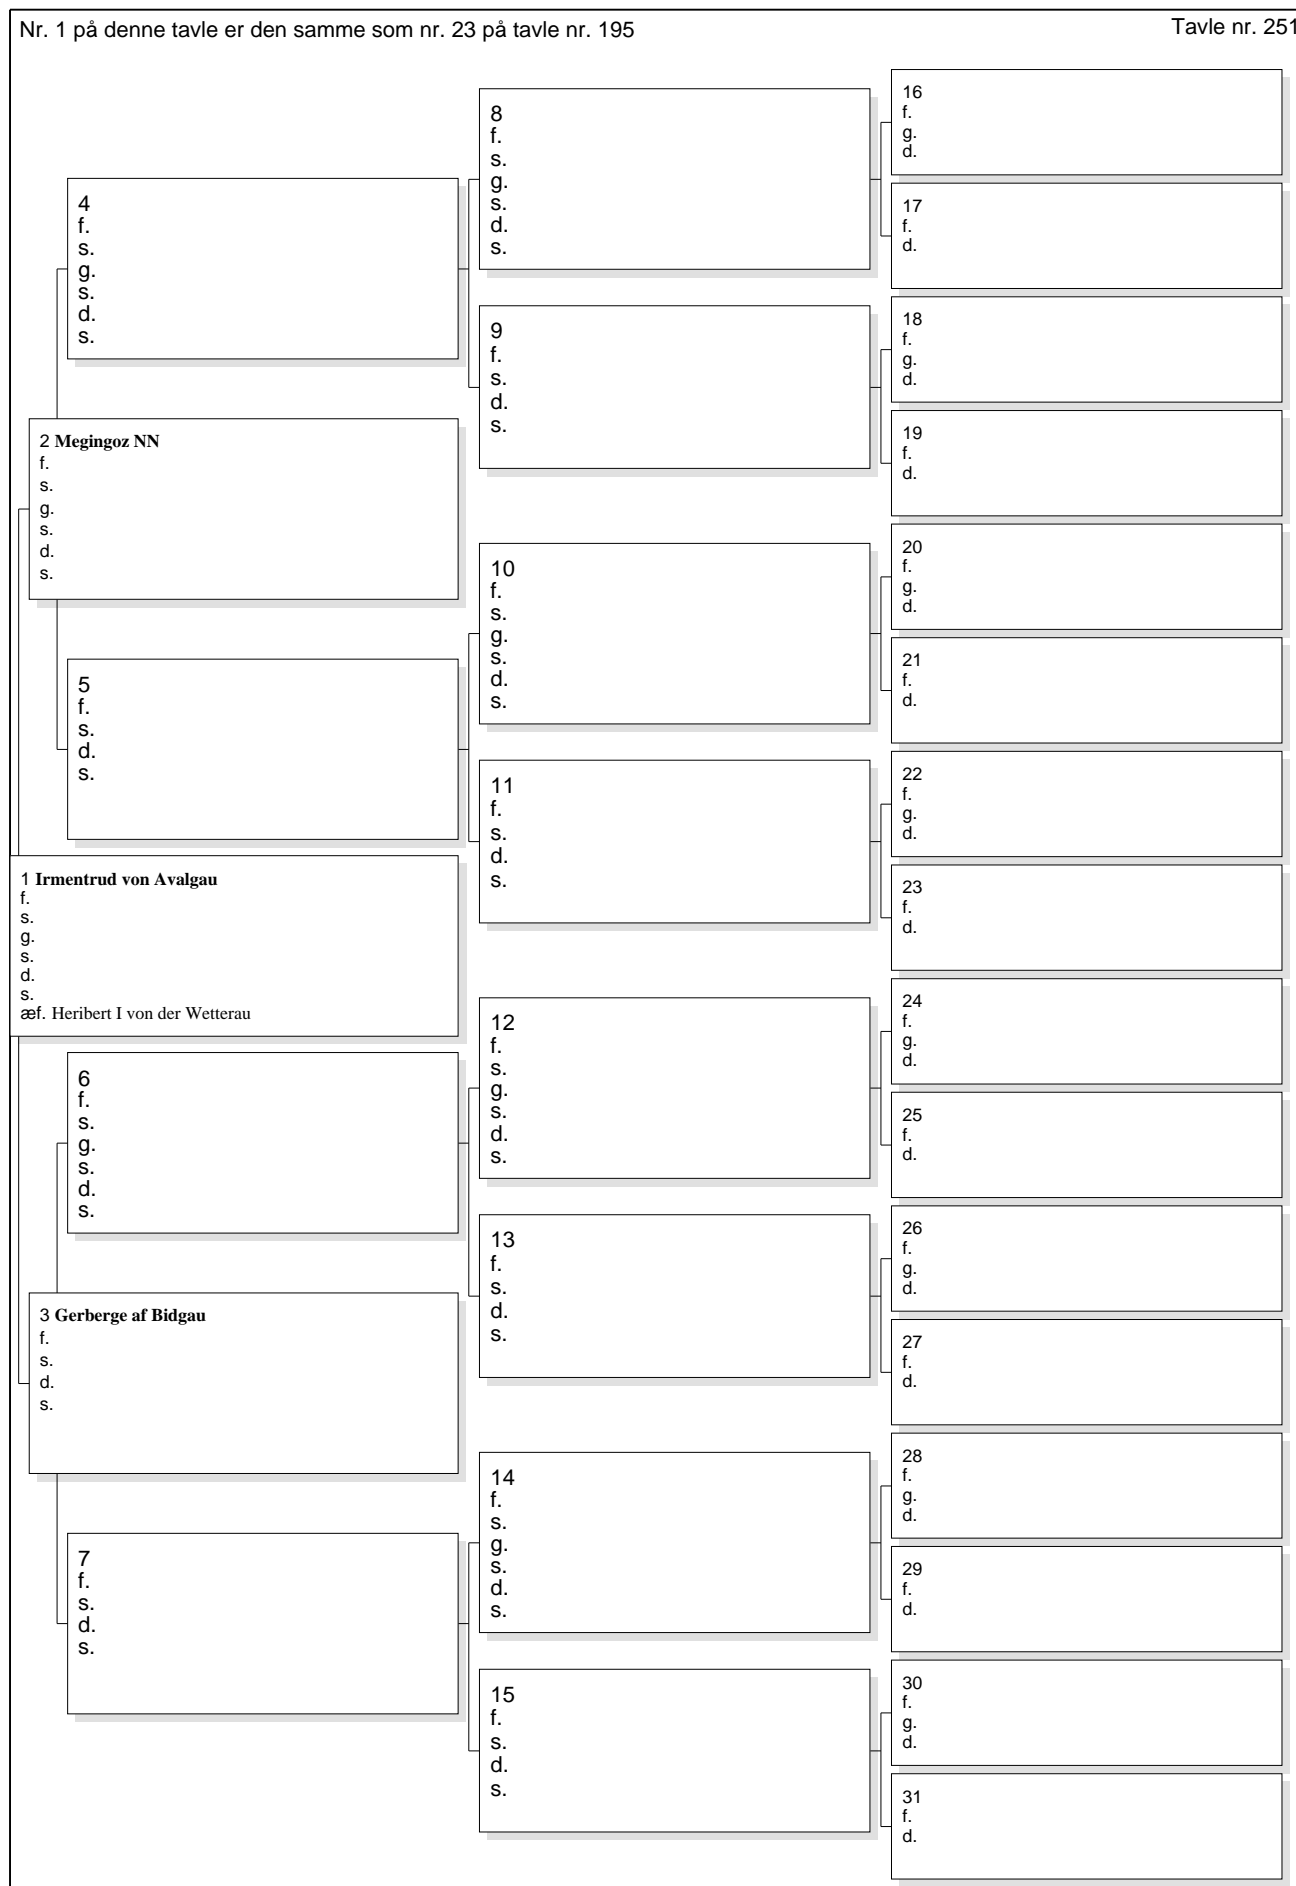 Nr. 1 på denne tavle er den samme som nr. 23 på tavle nr. 195
Tavle nr. 251
4
f.
s.
g.
s.
d.
s.
2 Megingoz NN
f.
s.
g.
s.
d.
s.
5
f.
s.
d.
s.
1 Irmentrud von Avalgau
f.
s.
g.
s.
d.
s.
æf. Heribert I von der Wetterau
6
f.
s.
g.
s.
d.
s.
3 Gerberge af Bidgau
f.
s.
d.
s.
7
f.
s.
d.
s.
8
f.
s.
g.
s.
d.
s.
9
f.
s.
d.
s.
10
f.
s.
g.
s.
d.
s.
11
f.
s.
d.
s.
12
f.
s.
g.
s.
d.
s.
13
f.
s.
d.
s.
14
f.
s.
g.
s.
d.
s.
15
f.
s.
d.
s.
16
f.
g.
d.
17
f.
d.
18
f.
g.
d.
19
f.
d.
20
f.
g.
d.
21
f.
d.
22
f.
g.
d.
23
f.
d.
24
f.
g.
d.
25
f.
d.
26
f.
g.
d.
27
f.
d.
28
f.
g.
d.
29
f.
d.
30
f.
g.
d.
31
f.
d.